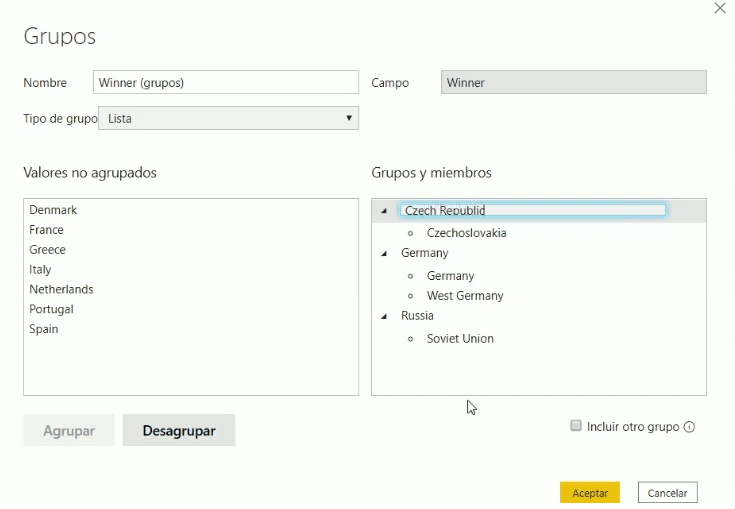 Grupos
Nombre Winner (grupos) Campo Winner
Tipo de grupo Lista
Valores no agrupados Grupos y miembros
Denmark
France
Greece
Italy
Netherlands
Portugal
Spain
Czech Republic
Czechoslovakia
Germany
Germany
West Germany
Russia
Soviet Union
Agrupar Desagrupar Incluir otro grupo
Aceptar Cancelar